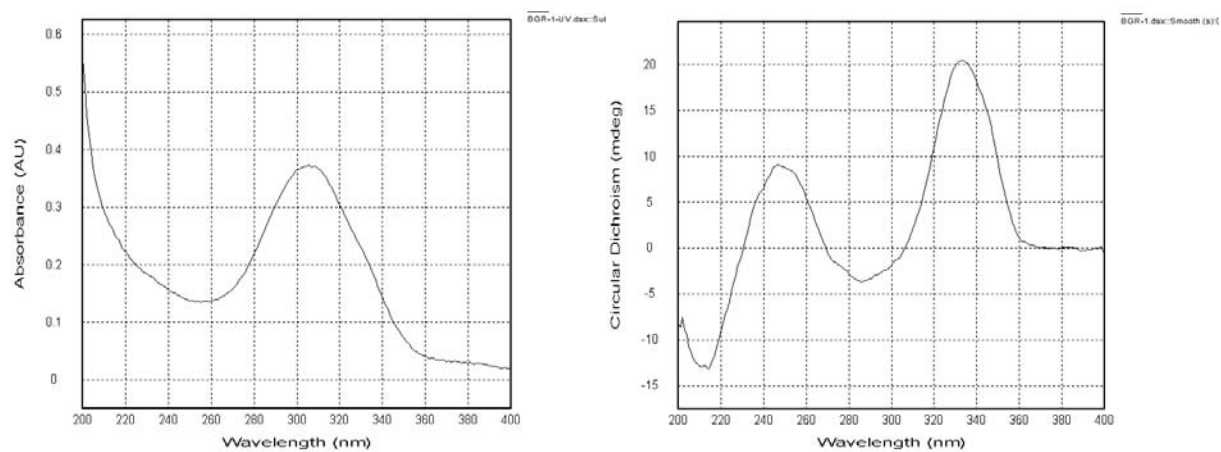 BGR-1-UV.dsx::Sul
0.6
0.5
0.4
0.3
0.2
0.1
0
Absorbance (AU)
200 220 240 260 280 300 320 340 360 380 400
Wavelength (nm)
BGR-1.dsx::Smooth (s):C
20
15
10
5
0
-5
-10
-15
Circular Dichroism (mdeg)
200 220 240 260 280 300 320 340 360 380 400
Wavelength (nm)